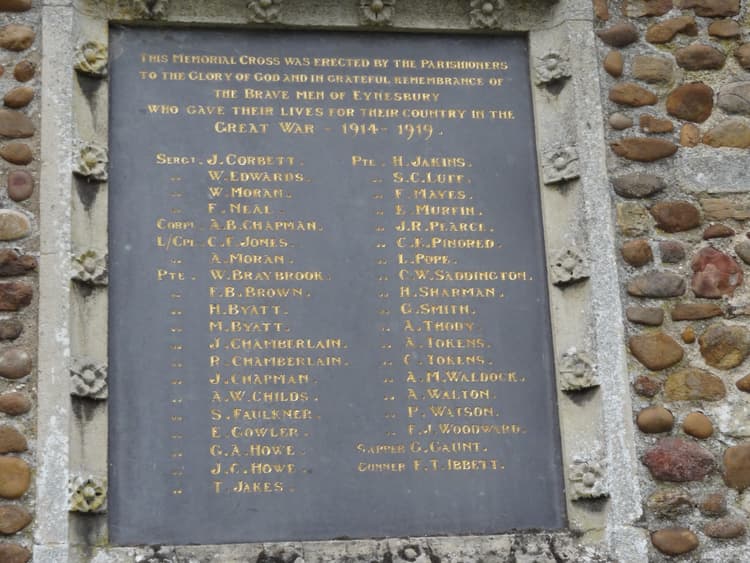 THIS MEMORIAL CROSS WAS ERECTED BY THE PARISHIONERS
TO THE GLORY OF GOD AND IN GRATEFUL REMEMBRANCE OF
THE BRAVE MEN OF EYNESBURY
WHO GAVE THEIR LIVES FOR THEIR COUNTRY IN THE
GREAT WAR - 1914 - 1919.
SERGT. J. CORBETT.
" W. EDWARDS.
" W. MORAN.
" F. NEAL.
CORPL. A.B. CHAPMAN.
L/CPL. C.F. JONES.
" A. MORAN.
PTE. W. BRAYBROOK.
" F.B. BROWN.
" H. BYATT.
" M. BYATT.
" J. CHAMBERLAIN.
" R. CHAMBERLAIN.
" J. CHAPMAN.
" A.W. CHILDS.
" S. FAULKNER.
" E. GOWLER.
" G.A. HOWE.
" J.C. HOWE.
" T. JAKES.
PTE. H. JAKINS.
" S.C. LUFF.
" F. MAYES.
" E. MURFIN.
" J.R. PEARCE.
" C.K. PINORED.
" L. POPE.
" C.W. SADDINGTON.
" H. SHARMAN.
" G. SMITH.
" A. THODY.
" A. TOKENS.
" C. TOKENS.
" A.M. WALDOCK.
" A. WALTON.
" P. WATSON.
" F.J. WOODWARD.
SAPPER G. GAUNT.
GUNNER F.T. IBBETT.